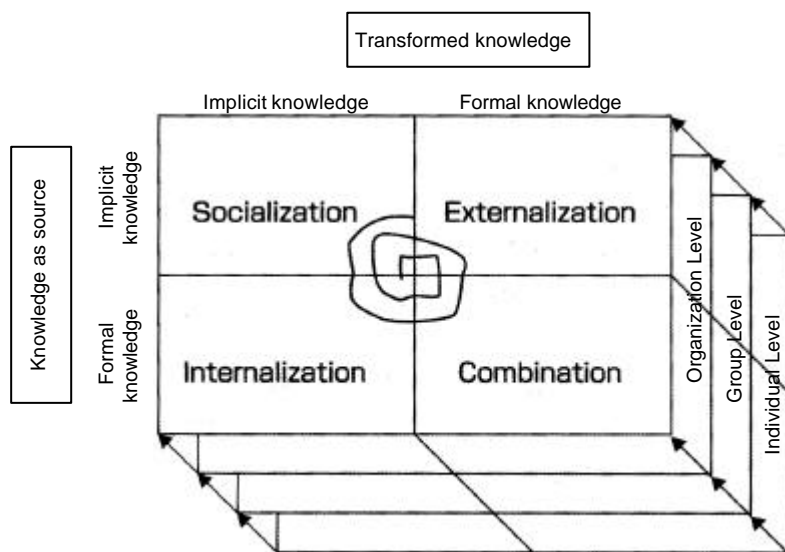 Transformed knowledge
Implicit knowledge
Formal knowledge
Knowledge as source
Implicit
knowledge
Formal
knowledge
Socialization
Externalization
Internalization
Combination
Organization Level
Group Level
Individual Level